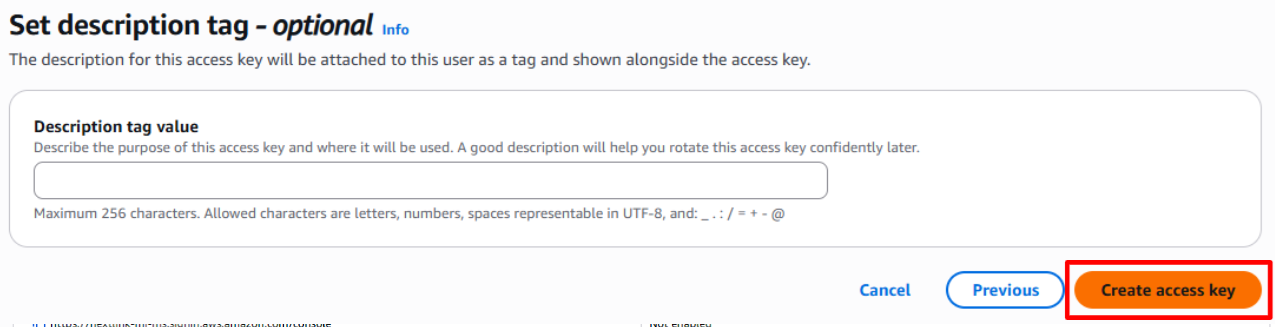 Set description tag - optional Info
The description for this access key will be attached to this user as a tag and shown alongside the access key.
Description tag value
Describe the purpose of this access key and where it will be used. A good description will help you rotate this access key confidently later.
Maximum 256 characters. Allowed characters are letters, numbers, spaces representable in UTF-8, and: _ . : / = + - @
Cancel Previous Create access key
Not enabled